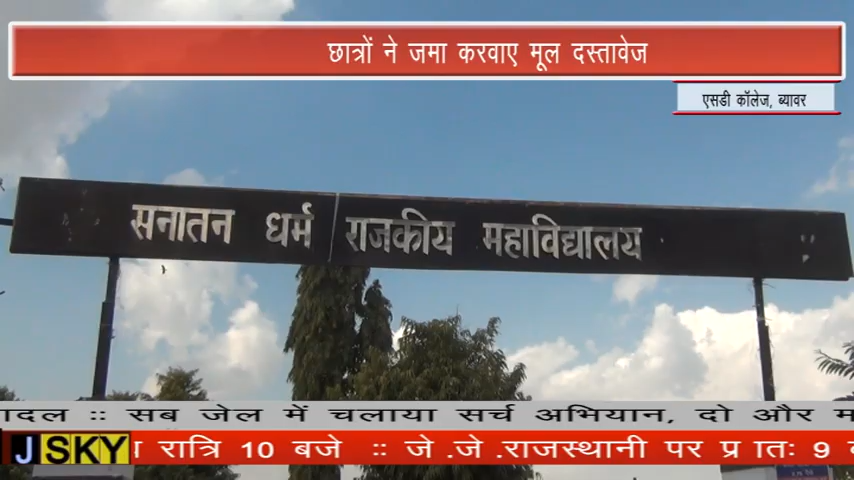 छात्रों ने जमा करवाए मूल दस्तावेज
एसडी कॉलेज, ब्यावर
सनातन धर्म राजकीय महाविद्यालय
सब जेल में चलाया सर्च अभियान, दो और
J SKY रात्रि 10 बजे :: जे.जे.राजस्थानी पर प्रातः 9